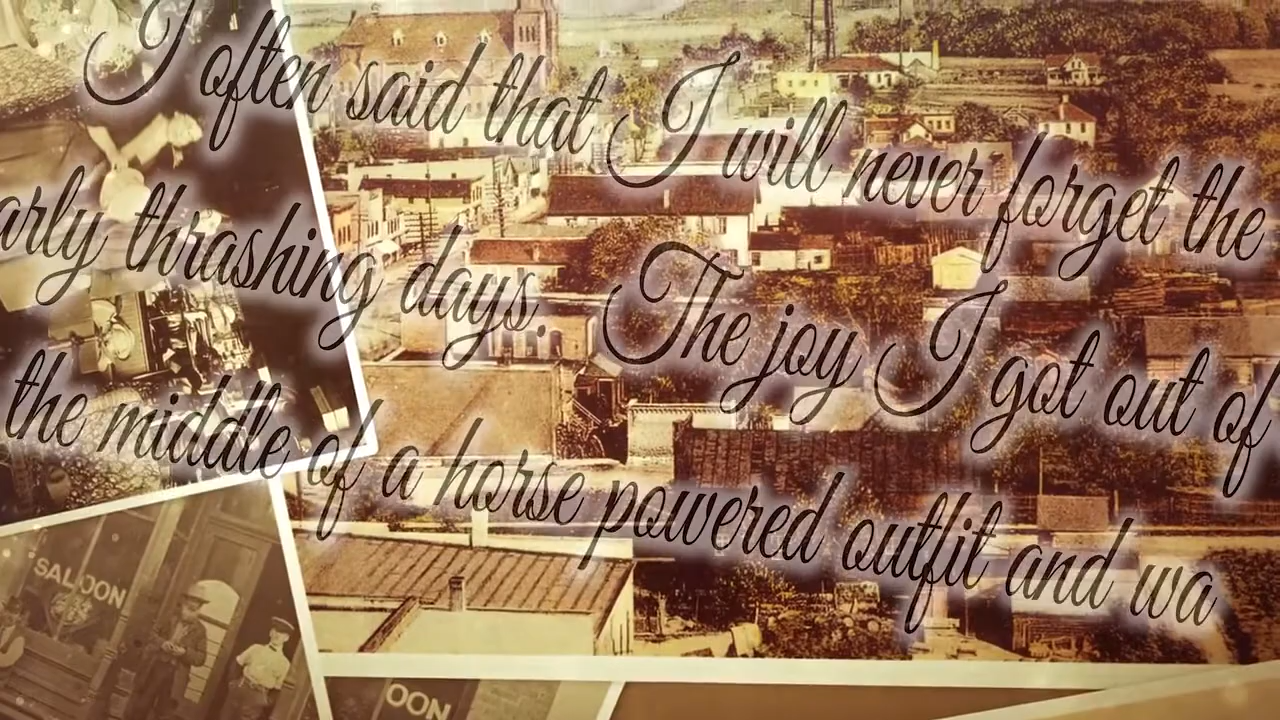 I often said that I will never forget the
arly thrashing days. The joy I got out of
the middle of a horse powered outfit and wa
SALOON
OON